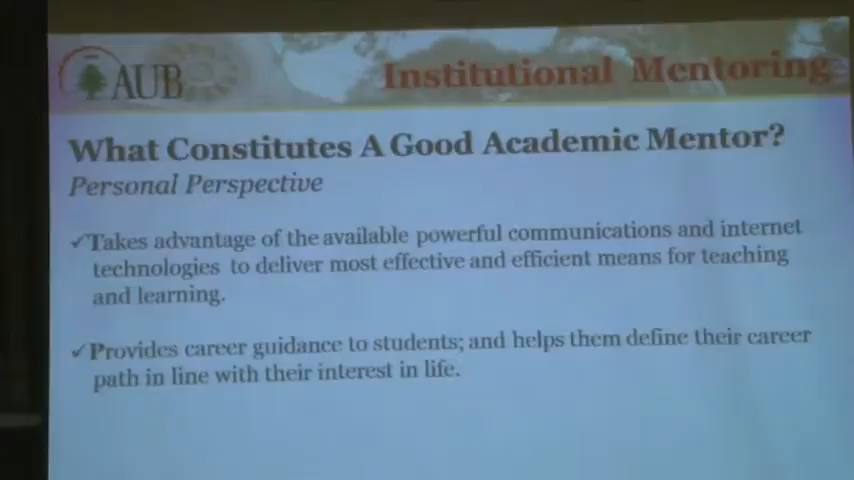 AUB
Institutional Mentoring
What Constitutes A Good Academic Mentor?
Personal Perspective
✓Takes advantage of the available powerful communications and internet
technologies to deliver most effective and efficient means for teaching
and learning.
✓Provides career guidance to students; and helps them define their career
path in line with their interest in life.